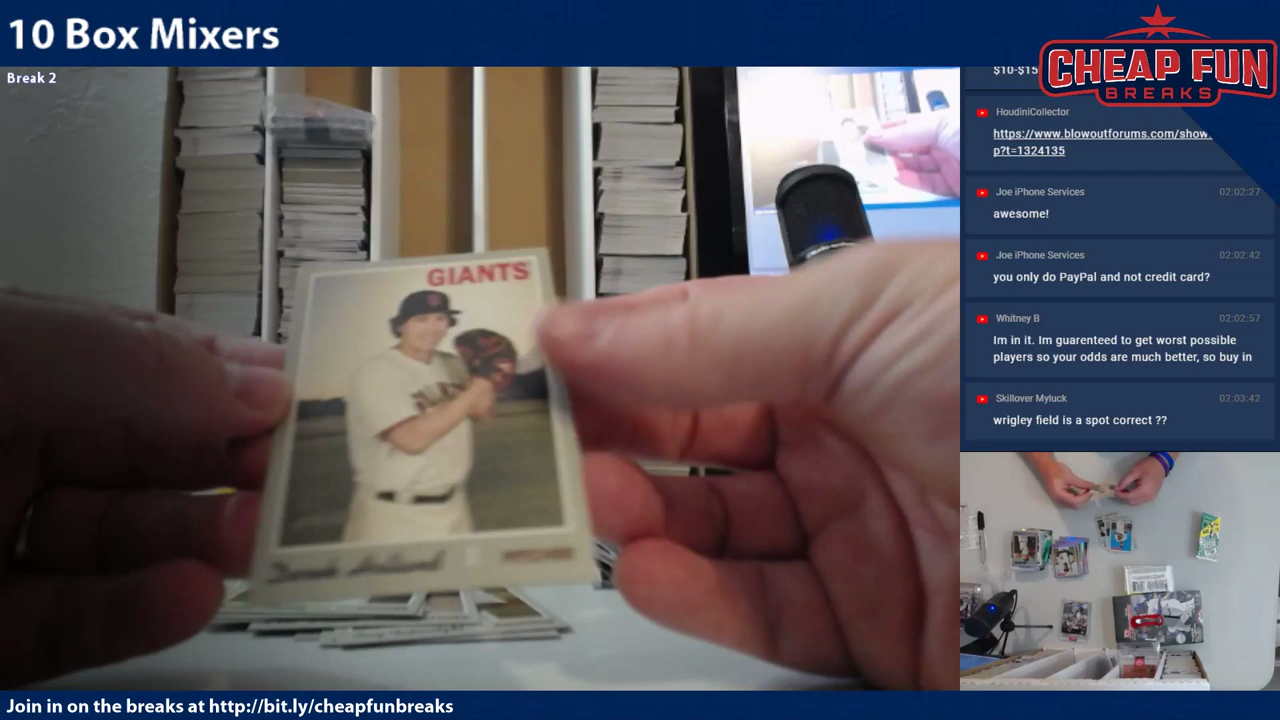 10 Box Mixers
Break 2
CHEAP FUN
BREAKS
$10-$15
HoudiniCollector
https://www.blowoutforums.com/show.
p?t=1324135
Joe iPhone Services 02:02:27
awesome!
Joe iPhone Services 02:02:42
you only do PayPal and not credit card?
Whitney B 02:02:57
Im in it. Im guarenteed to get worst possible
players so your odds are much better, so buy in
Skillover Myluck 02:03:42
wrigley field is a spot correct ??
GIANTS
Join in on the breaks at http://bit.ly/cheapfunbreaks